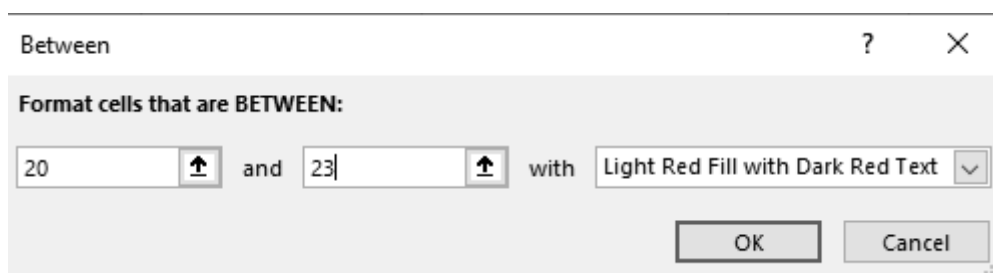 Between ?
Format cells that are BETWEEN:
20 and 23 with Light Red Fill with Dark Red Text
OK Cancel